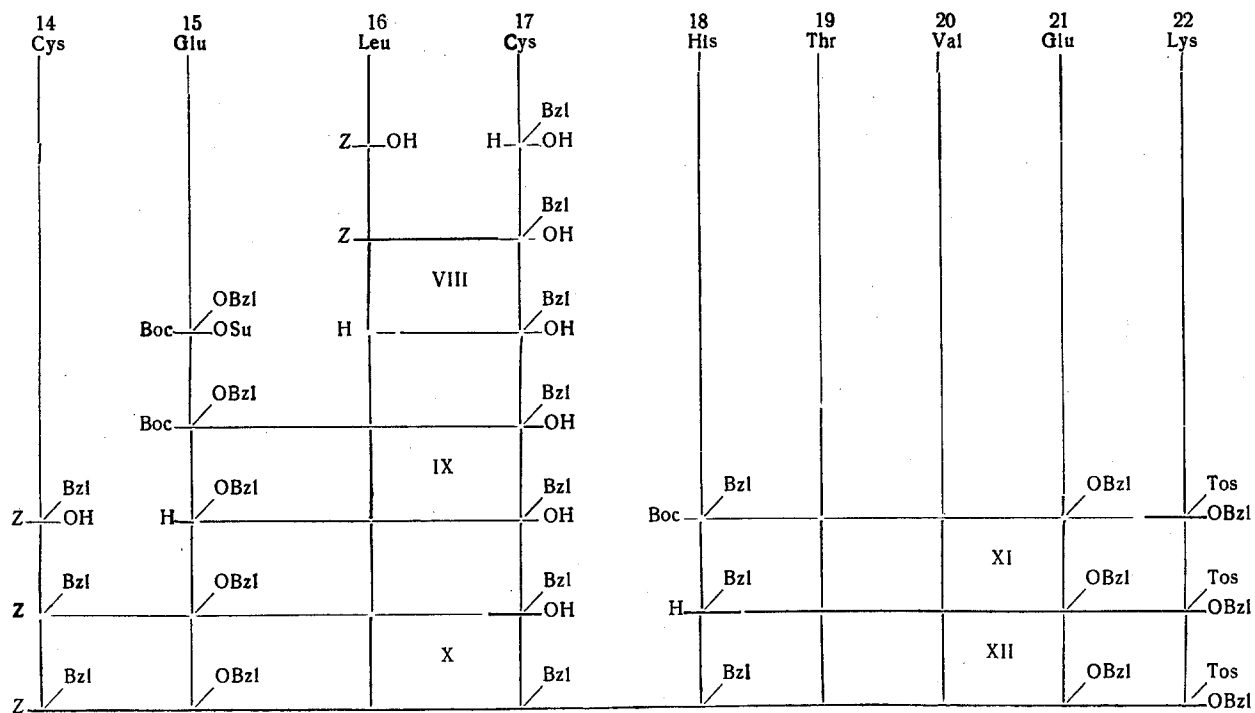 14 15 16 17 18 19 20 21 22
Cys Glu Leu Cys His Thr Val Glu Lys
Bzl
Z OH H OH
Bzl
Z OH
VIII
OBzl Bzl
Boc OSu H OH
OBzl Bzl
Boc OH
IX
Bzl OBzl Bzl Bzl OBzl Tos
Z OH H OH Boc OBzl
XI
Bzl OBzl Bzl Bzl OBzl Tos
Z OH H OBzl
X XII
Bzl OBzl Bzl Bzl OBzl Tos
Z OBzl